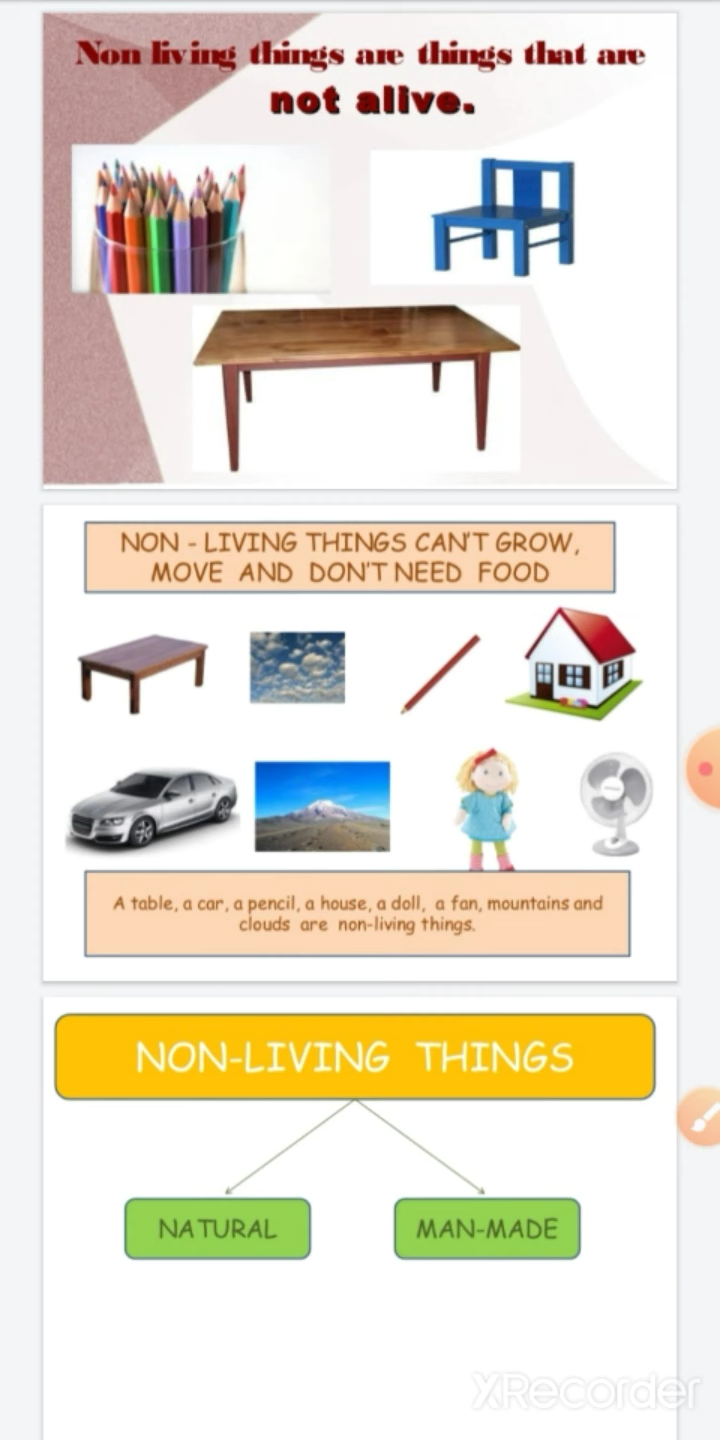 Non living things are things that are
not alive.
NON - LIVING THINGS CAN'T GROW,
MOVE AND DON'T NEED FOOD
A table, a car, a pencil, a house, a doll, a fan, mountains and
clouds are non-living things.
NON-LIVING THINGS
NATURAL
MAN-MADE
XRecorder